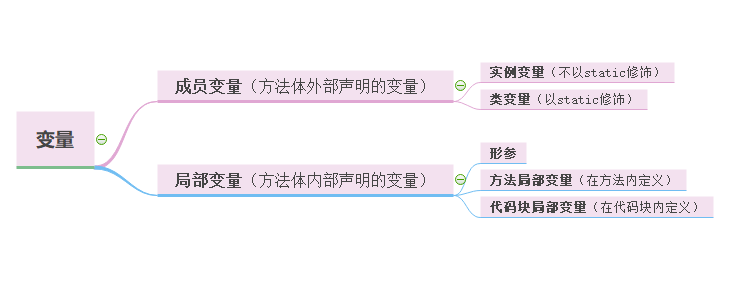 变量
成员变量（方法体外部声明的变量）
实例变量（不以static修饰）
类变量（以static修饰）
局部变量（方法体内部声明的变量）
形参
方法局部变量（在方法内定义）
代码块局部变量（在代码块内定义）